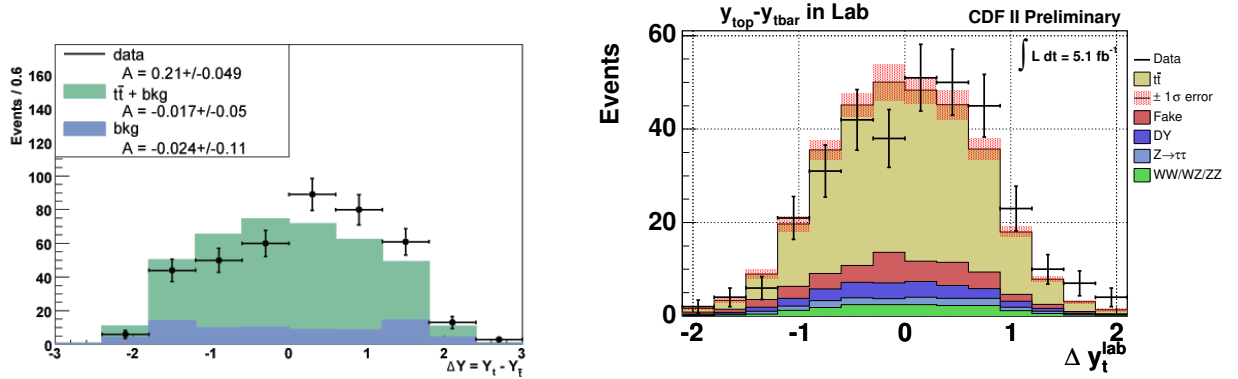 data
A = 0.21+/-0.049
tt̄ + bkg
A = -0.017+/-0.05
bkg
A = -0.024+/-0.11
Events / 0.6
160
140
120
100
80
60
40
20
0
-3 -2 -1 0 1 2 3
ΔY = Y_t - Y_t̄
y_top-y_tbar in Lab
CDF II Preliminary
∫ L dt = 5.1 fb⁻¹
Data
tt̄
± 1σ error
Fake
DY
Z→ττ
WW/WZ/ZZ
Events
60
40
20
0
-2 -1 0 1 2
Δ y_t^lab